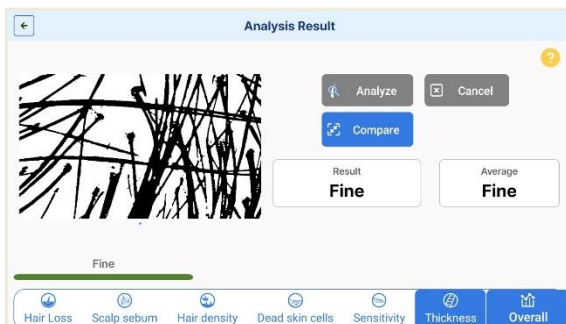 Analysis Result
?
Analyze
Cancel
Compare
Result
Fine
Average
Fine
Fine
Hair Loss
Scalp sebum
Hair density
Dead skin cells
Sensitivity
Thickness
Overall